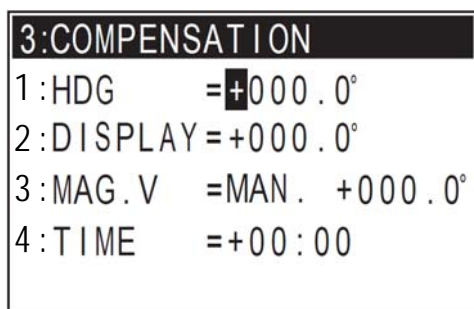 3:COMPENSATION
1:HDG =+000.0°
2:DISPLAY=+000.0°
3:MAG.V =MAN. +000.0°
4:TIME =+00:00